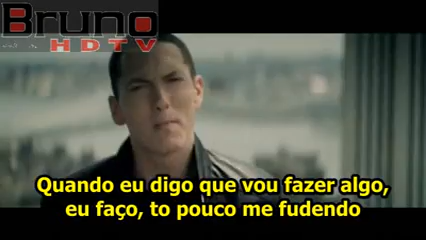 Bruno
HDTV
Quando eu digo que vou fazer algo,
eu faço, to pouco me fudendo